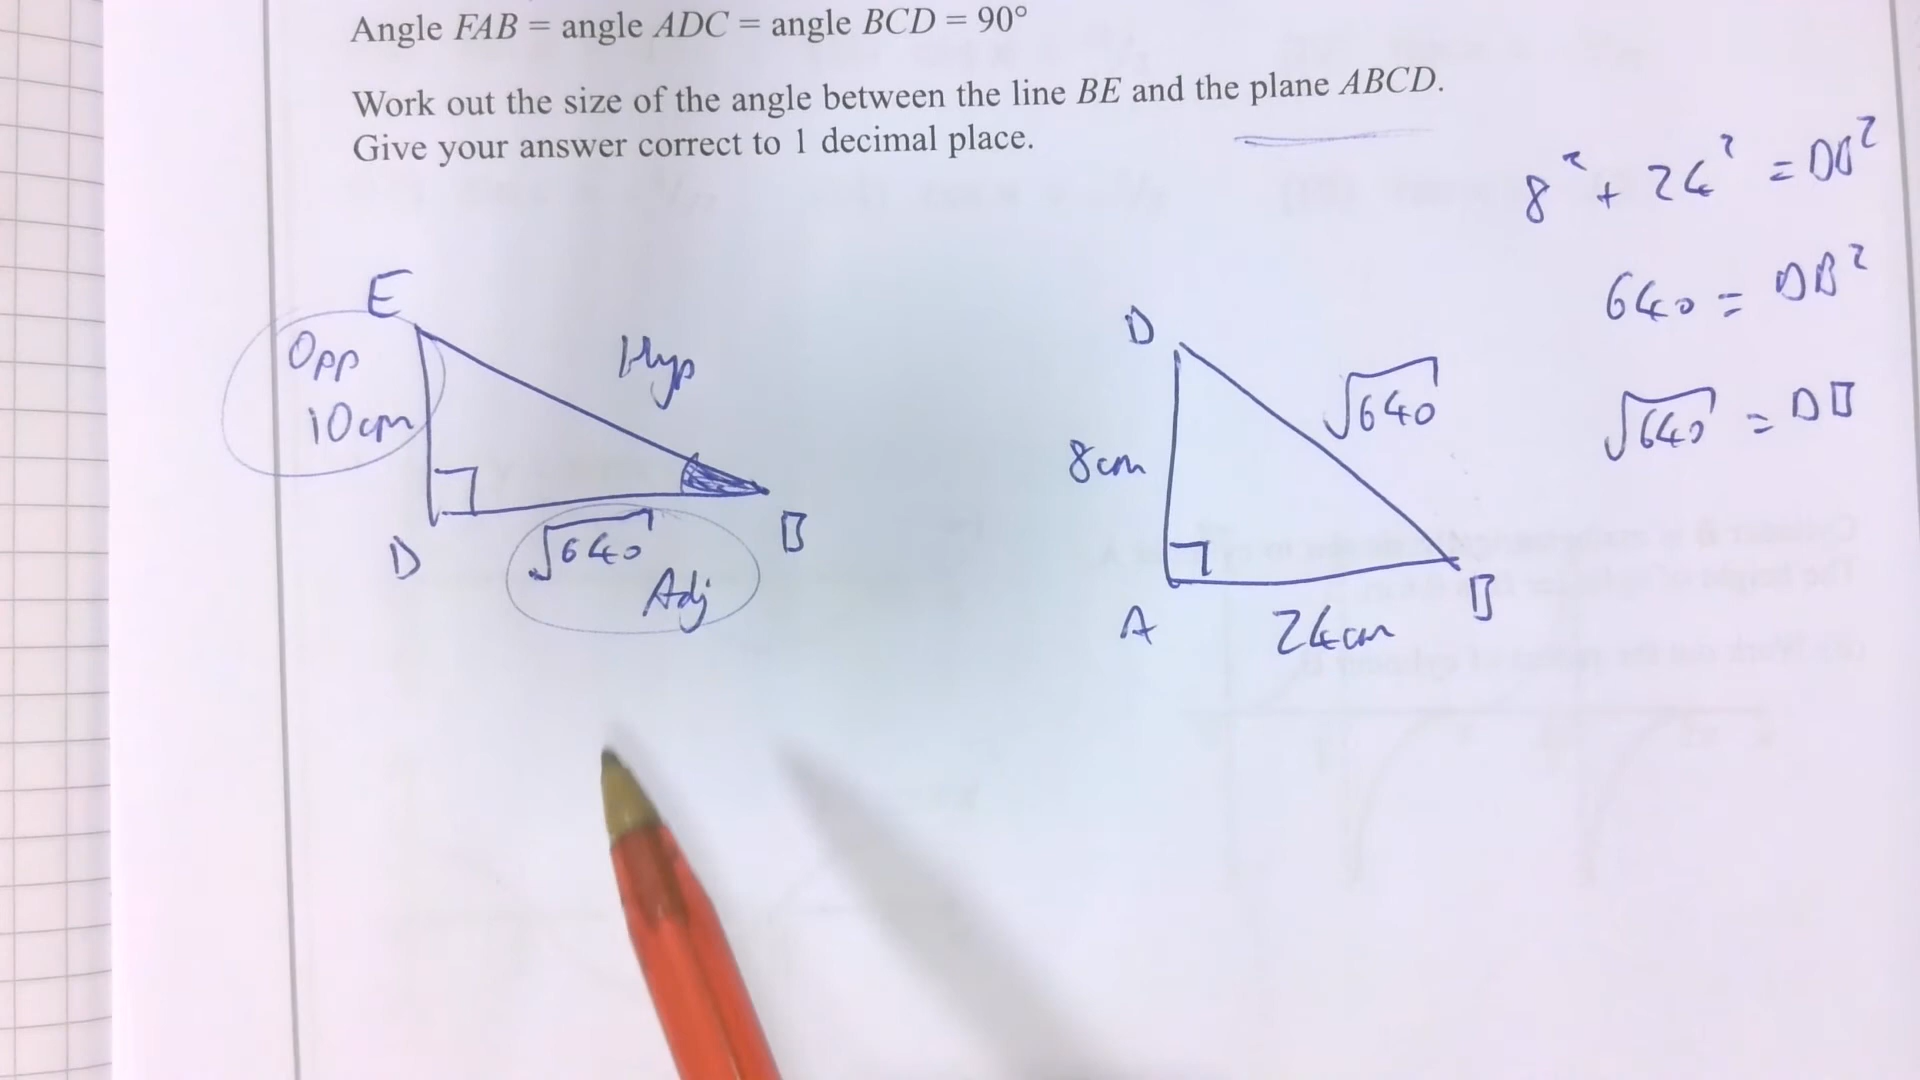 Angle FAB = angle ADC = angle BCD = 90°
Work out the size of the angle between the line BE and the plane ABCD.
Give your answer correct to 1 decimal place.
8² + 24² = DB²
640 = DB²
√640 = DB
E
Opp
10cm
Hyp
D
√640
Adj
B
D
8cm
√640
A
24cm
B